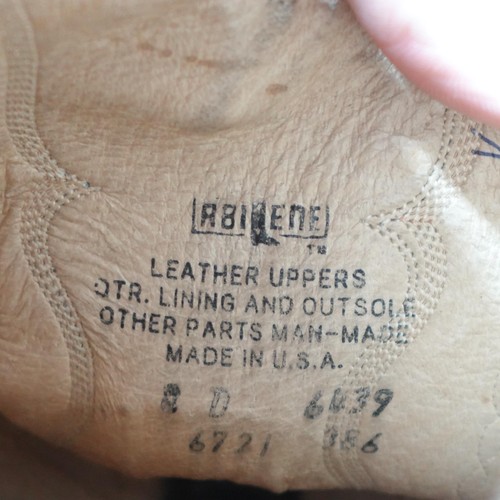 ABILENE
TM
LEATHER UPPERS
QTR. LINING AND OUTSOLE
OTHER PARTS MAN-MADE
MADE IN U.S.A.
8 D 6439
6721 386